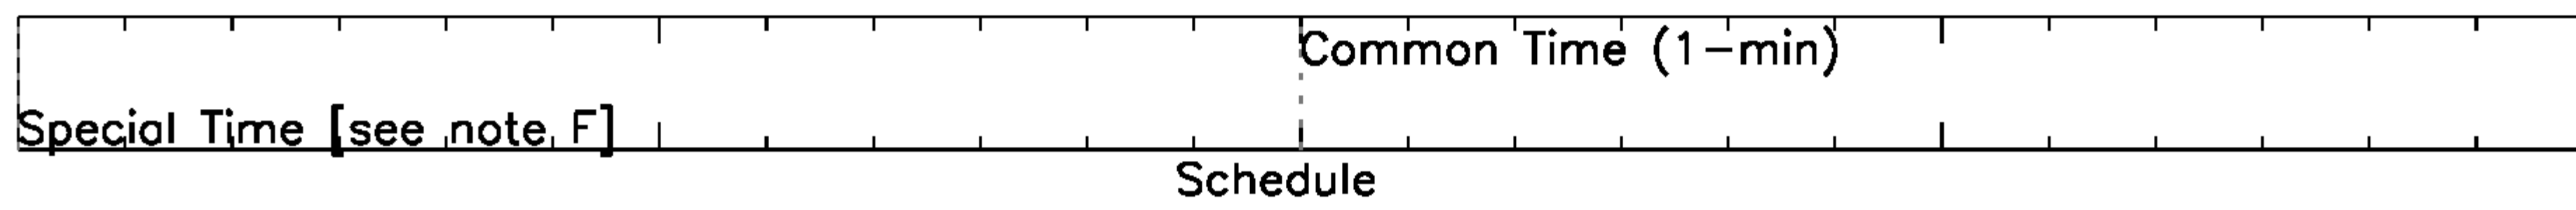 Common Time (1-min)
Special Time [see note F]
Schedule